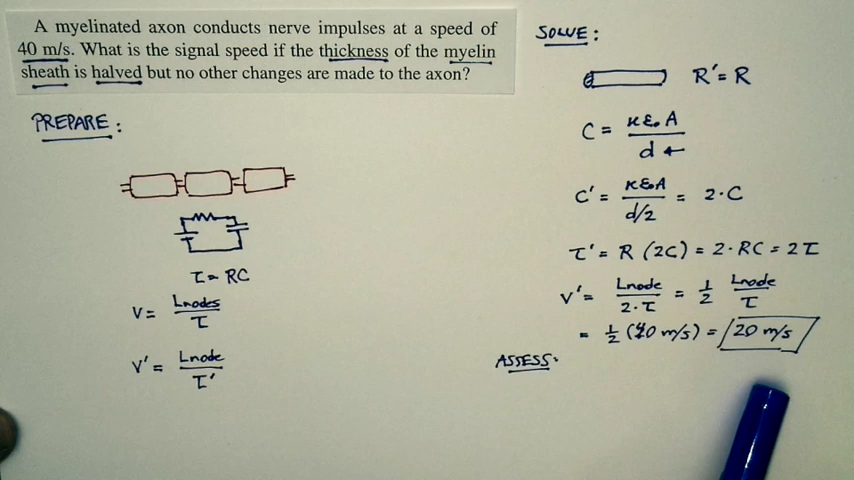 A myelinated axon conducts nerve impulses at a speed of
40 m/s. What is the signal speed if the thickness of the myelin
sheath is halved but no other changes are made to the axon?
PREPARE:
τ = RC
V = Lnodes / τ
V' = Lnode / τ'
SOLVE:
R' = R
C = κε₀A / d ←
C' = κε₀A / d/2 = 2·C
τ' = R (2C) = 2·RC = 2τ
V' = Lnode / 2·τ = 1/2 Lnode / τ
= 1/2 (40 m/s) = 20 m/s
ASSESS: